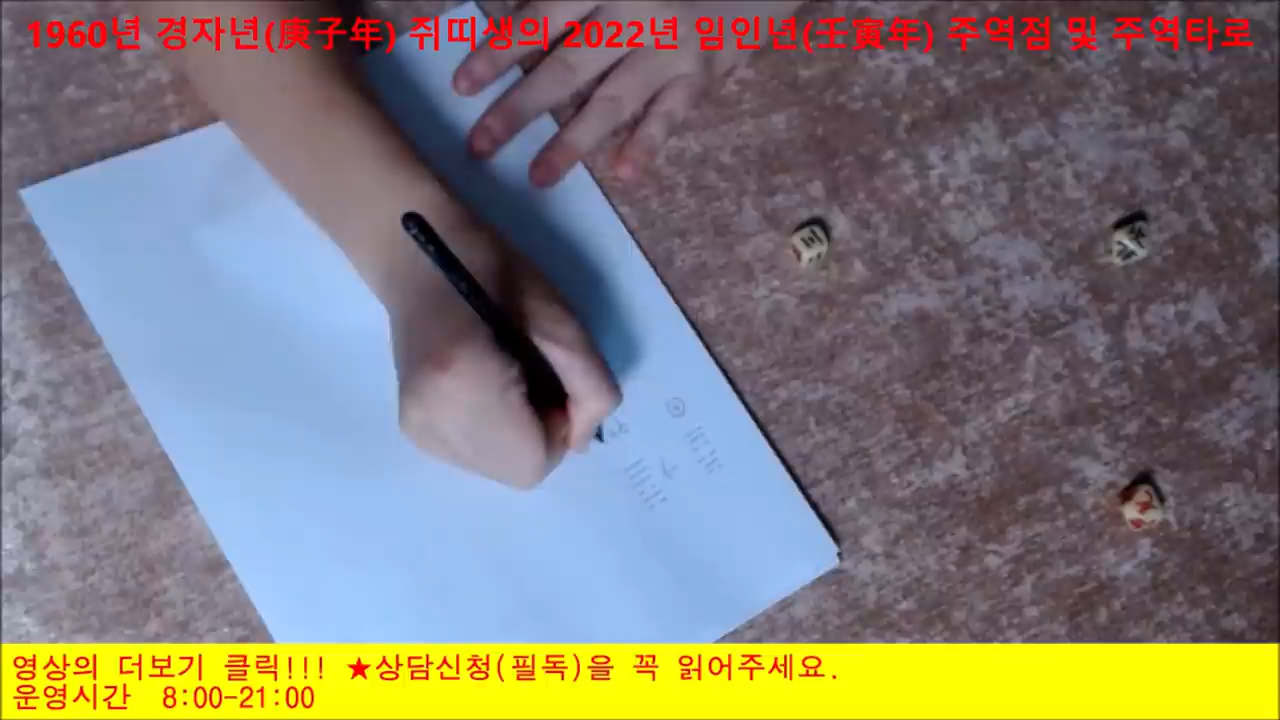 1960년 경자년(庚子年) 쥐띠생의 2022년 임인년(壬寅年) 주역점 및 주역타로
영상의 더보기 클릭!!! ★상담신청(필독)을 꼭 읽어주세요.
운영시간 8:00-21:00